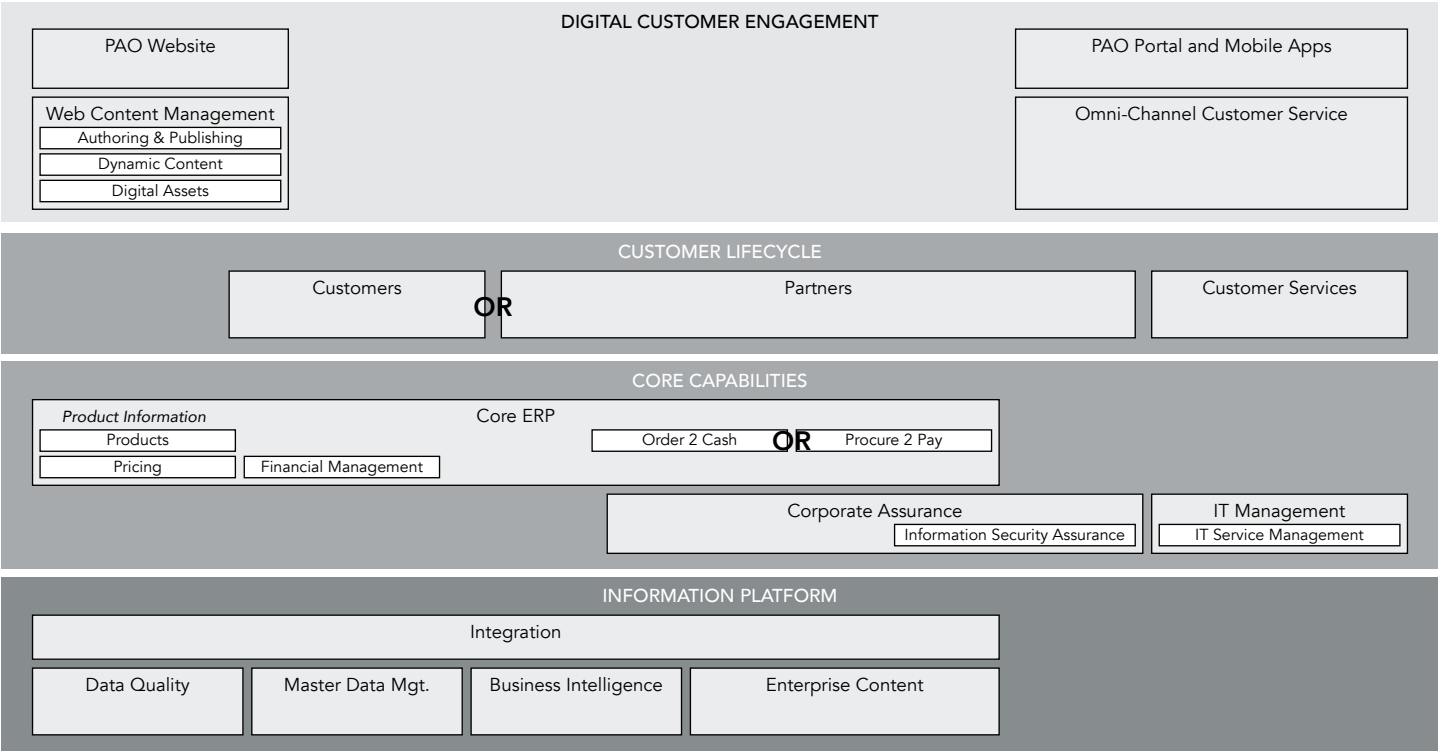 DIGITAL CUSTOMER ENGAGEMENT
PAO Website
PAO Portal and Mobile Apps
Web Content Management
Authoring & Publishing
Dynamic Content
Digital Assets
Omni-Channel Customer Service
CUSTOMER LIFECYCLE
Customers
OR
Partners
Customer Services
CORE CAPABILITIES
Product Information
Core ERP
Products
Order 2 Cash
OR
Procure 2 Pay
Pricing
Financial Management
Corporate Assurance
Information Security Assurance
IT Management
IT Service Management
INFORMATION PLATFORM
Integration
Data Quality
Master Data Mgt.
Business Intelligence
Enterprise Content